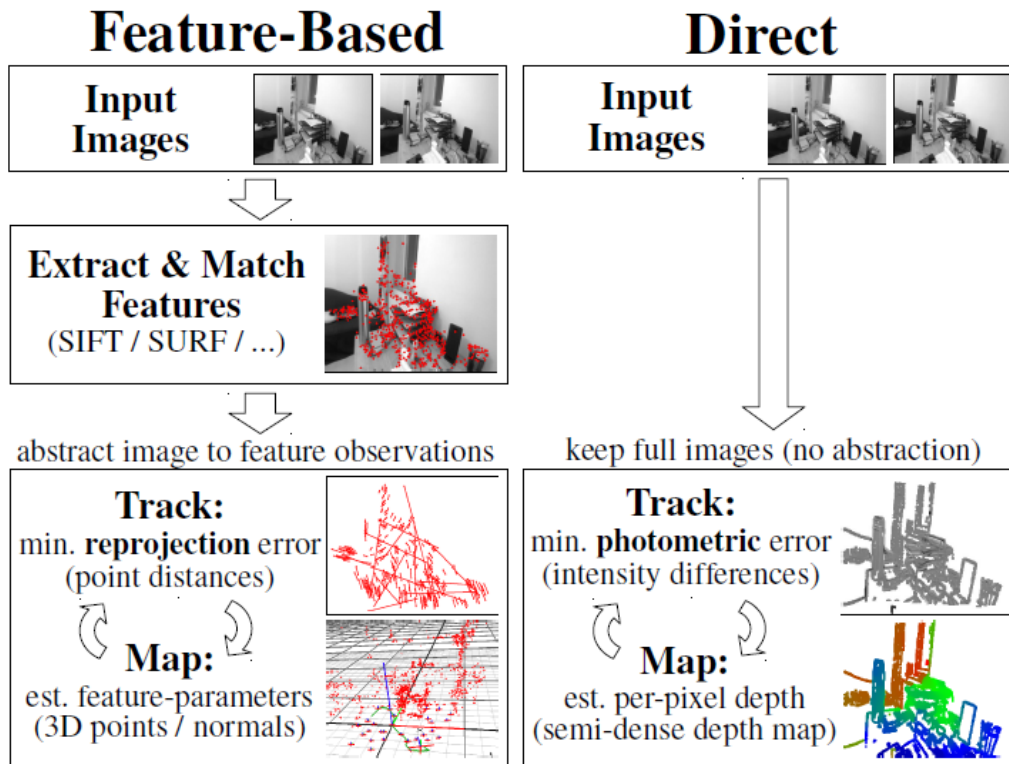 Feature-Based
Input
Images
Extract & Match
Features
(SIFT / SURF / ...)
abstract image to feature observations
Track:
min. reprojection error
(point distances)
Map:
est. feature-parameters
(3D points / normals)
Direct
Input
Images
keep full images (no abstraction)
Track:
min. photometric error
(intensity differences)
Map:
est. per-pixel depth
(semi-dense depth map)